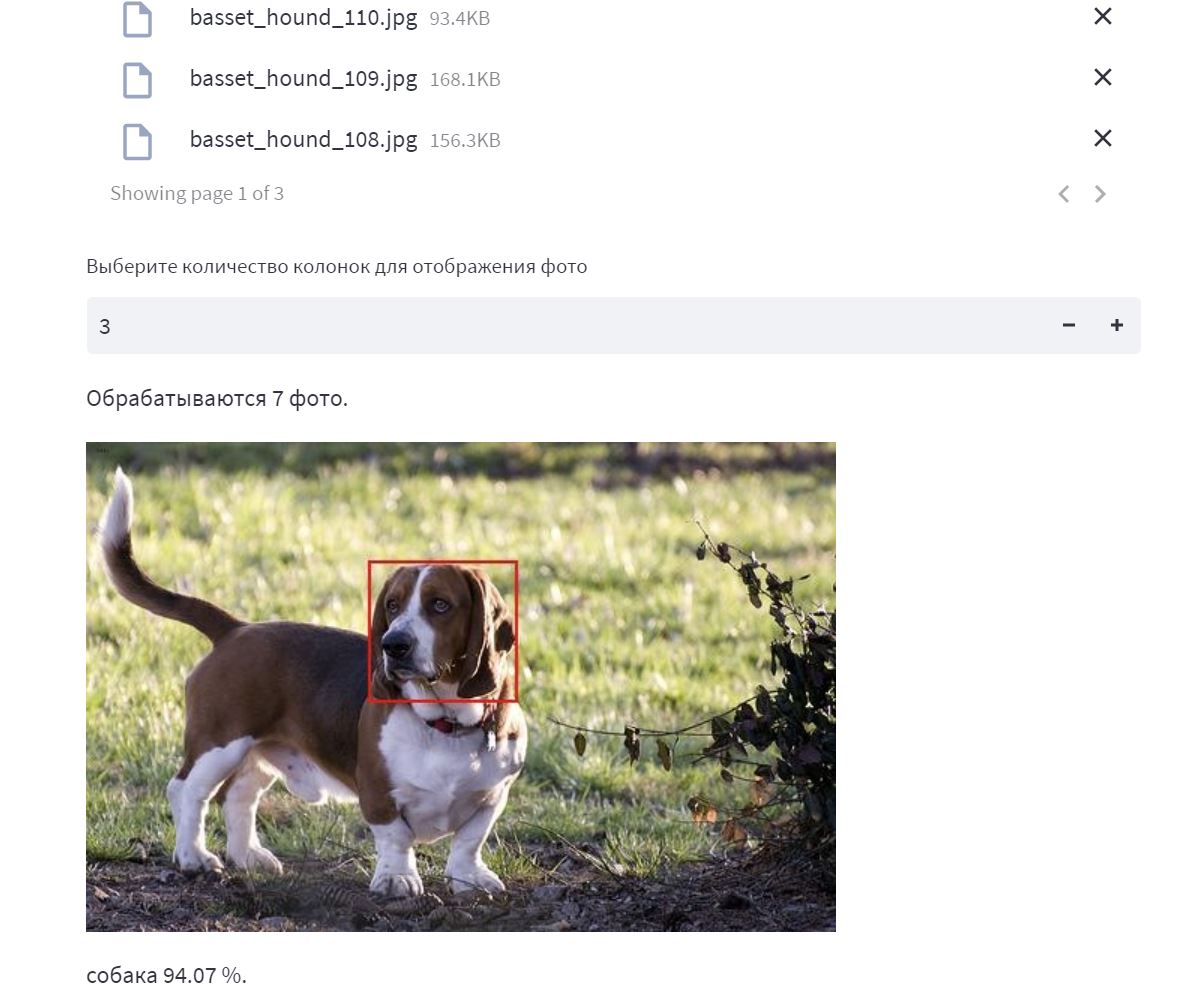 basset_hound_110.jpg 93.4KB
basset_hound_109.jpg 168.1KB
basset_hound_108.jpg 156.3KB
Showing page 1 of 3
Выберите количество колонок для отображения фото
3
Обрабатываются 7 фото.
собака 94.07 %.